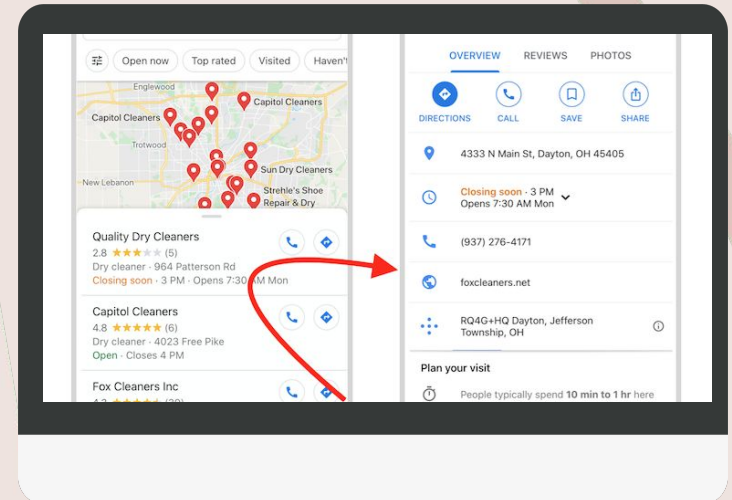 Open now
Top rated
Visited
Haven't
Englewood
Capitol Cleaners
Capitol Cleaners
Trotwood
Sun Dry Cleaners
New Lebanon
Strehle's Shoe
Repair & Dry
Quality Dry Cleaners
2.8 (5)
Dry cleaner · 964 Patterson Rd
Closing soon · 3 PM · Opens 7:30 AM Mon
Capitol Cleaners
4.8 (6)
Dry cleaner · 4023 Free Pike
Open · Closes 4 PM
Fox Cleaners Inc
OVERVIEW
REVIEWS
PHOTOS
DIRECTIONS
CALL
SAVE
SHARE
4333 N Main St, Dayton, OH 45405
Closing soon · 3 PM
Opens 7:30 AM Mon
(937) 276-4171
foxcleaners.net
RQ4G+HQ Dayton, Jefferson
Township, OH
Plan your visit
People typically spend 10 min to 1 hr here